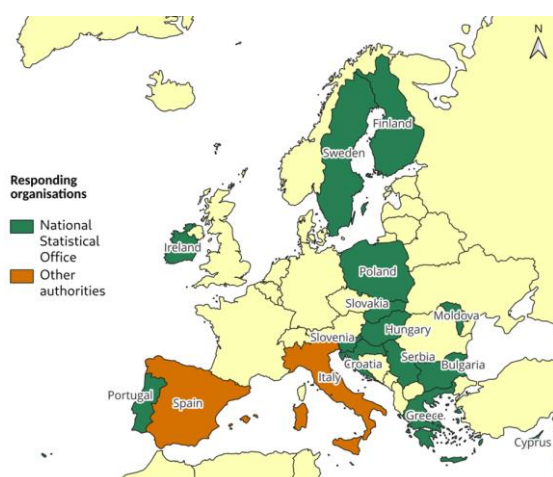 N
Finland
Sweden
Responding
organisations
National
Statistical
Office
Other
authorities
Ireland
Poland
Slovakia
Moldova
Slovenia
Hungary
Croatia
Serbia
Bulgaria
Italy
Portugal
Spain
Greece
Cyprus